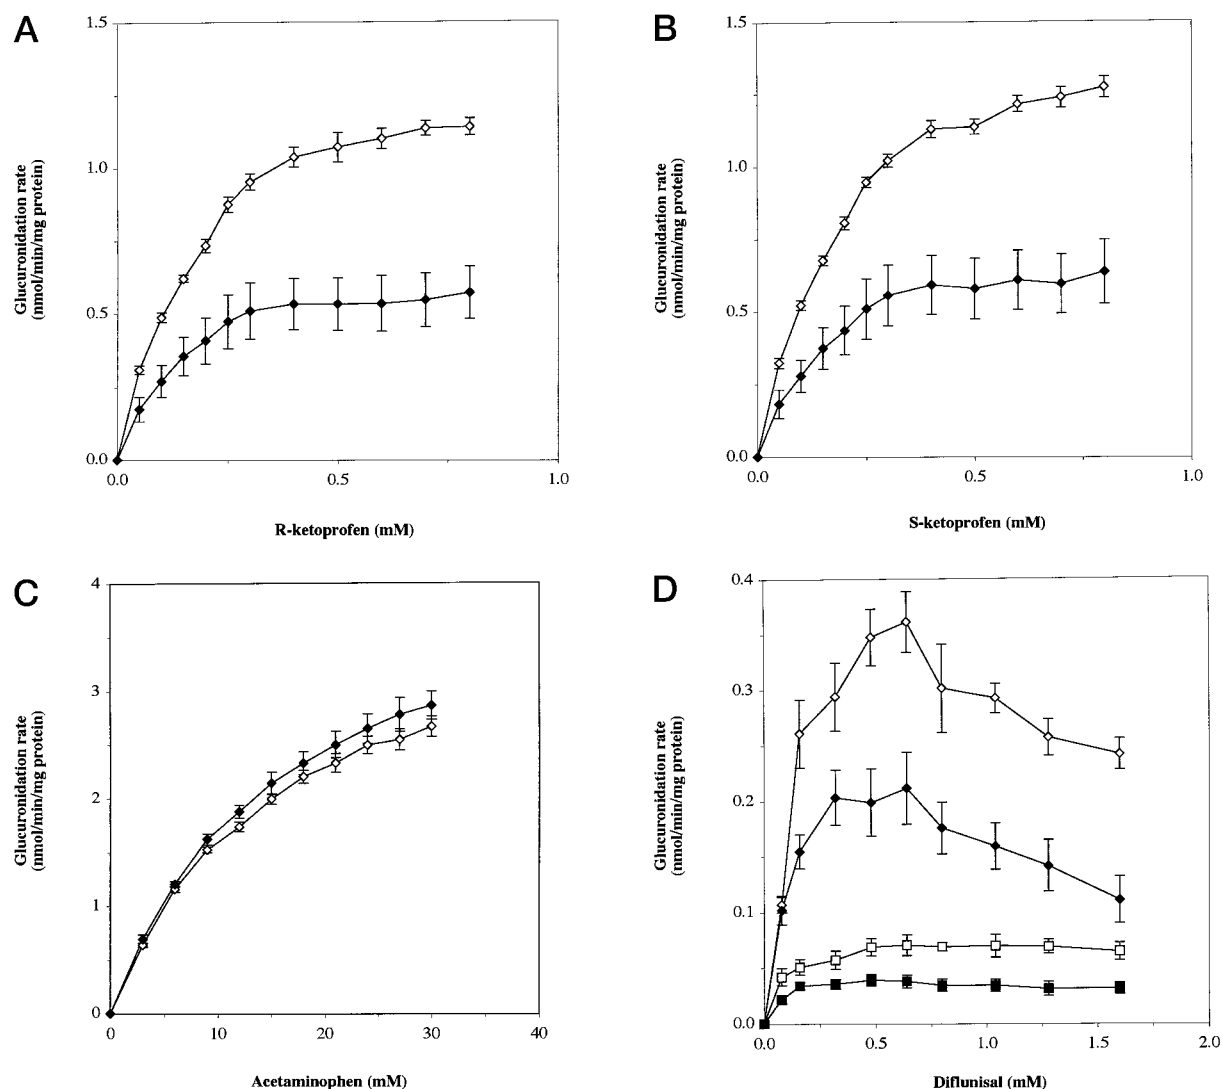 A
Glucuronidation rate
(nmol/min/mg protein)
1.5
1.0
0.5
0.0
0.0
0.5
1.0
R-ketoprofen (mM)
B
Glucuronidation rate
(nmol/min/mg protein)
1.5
1.0
0.5
0.0
0.0
0.5
1.0
S-ketoprofen (mM)
C
Glucuronidation rate
(nmol/min/mg protein)
4
3
2
1
0
0
10
20
30
40
Acetaminophen (mM)
D
Glucuronidation rate
(nmol/min/mg protein)
0.4
0.3
0.2
0.1
0.0
0.0
0.5
1.0
1.5
2.0
Diflunisal (mM)